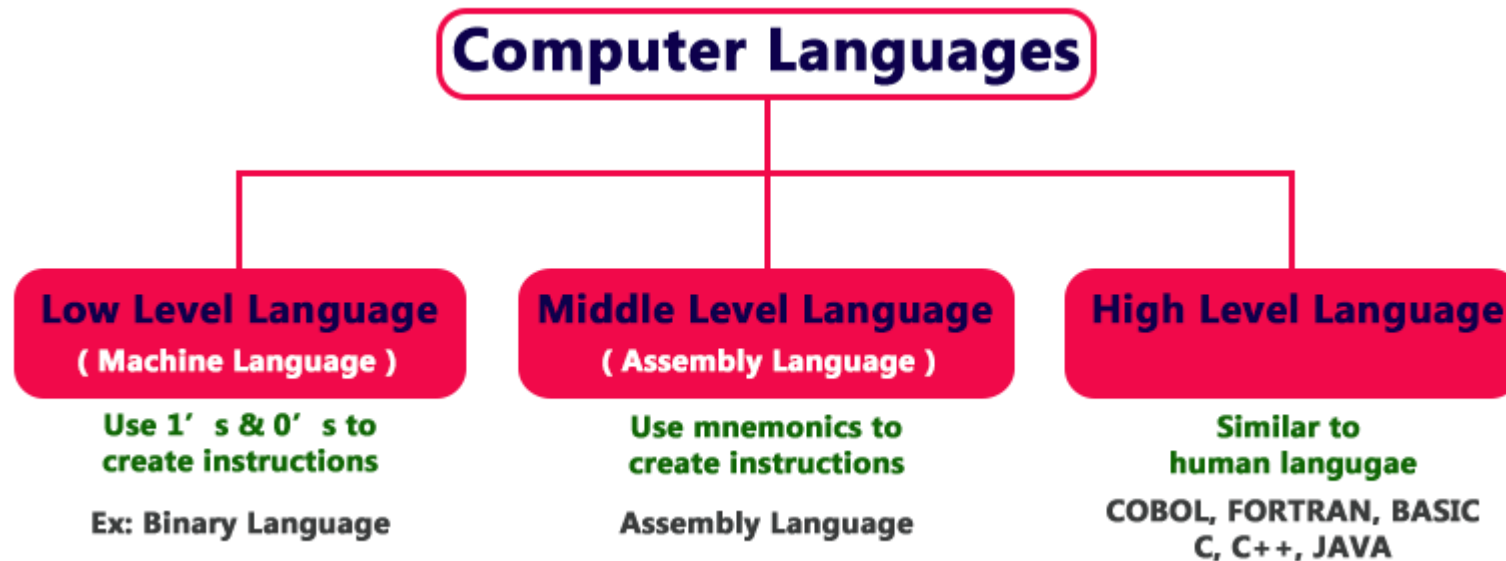 Computer Languages
Low Level Language
( Machine Language )
Use 1′ s & 0′ s to
create instructions
Ex: Binary Language
Middle Level Language
( Assembly Language )
Use mnemonics to
create instructions
Assembly Language
High Level Language
Similar to
human langugae
COBOL, FORTRAN, BASIC
C, C++, JAVA